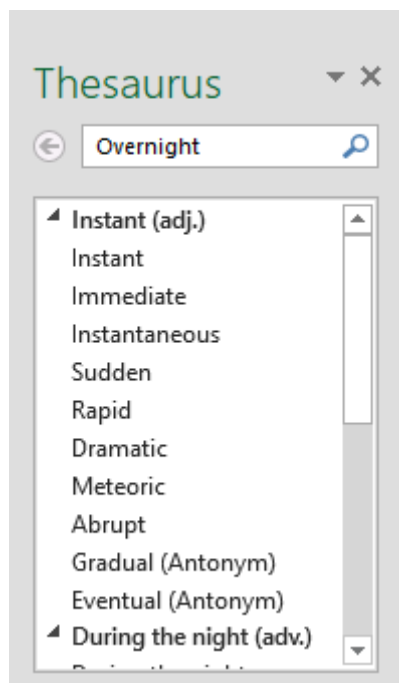 Thesaurus
Overnight
Instant (adj.)
Instant
Immediate
Instantaneous
Sudden
Rapid
Dramatic
Meteoric
Abrupt
Gradual (Antonym)
Eventual (Antonym)
During the night (adv.)